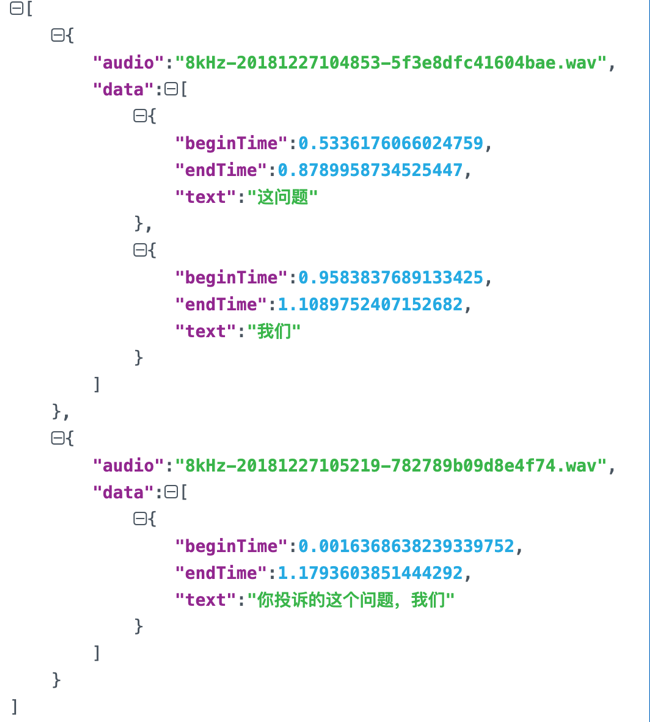 [
{
"audio":"8kHz-20181227104853-5f3e8dfc41604bae.wav",
"data":[
{
"beginTime":0.5336176066024759,
"endTime":0.8789958734525447,
"text":"这问题"
},
{
"beginTime":0.9583837689133425,
"endTime":1.1089752407152682,
"text":"我们"
}
]
},
{
"audio":"8kHz-20181227105219-782789b09d8e4f74.wav",
"data":[
{
"beginTime":0.0016368638239339752,
"endTime":1.1793603851444292,
"text":"你投诉的这个问题，我们"
}
]
}
]